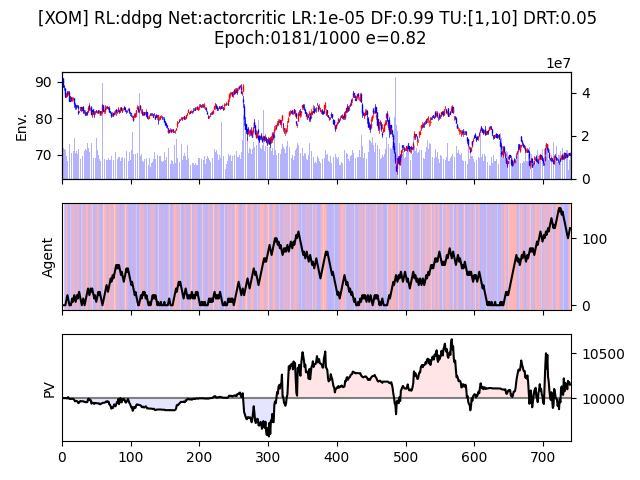 [XOM] RL:ddpg Net:actorcritic LR:1e-05 DF:0.99 TU:[1,10] DRT:0.05
Epoch:0181/1000 e=0.82
1e7
Env.
90
80
70
4
2
0
Agent
100
0
PV
10500
10000
0 100 200 300 400 500 600 700